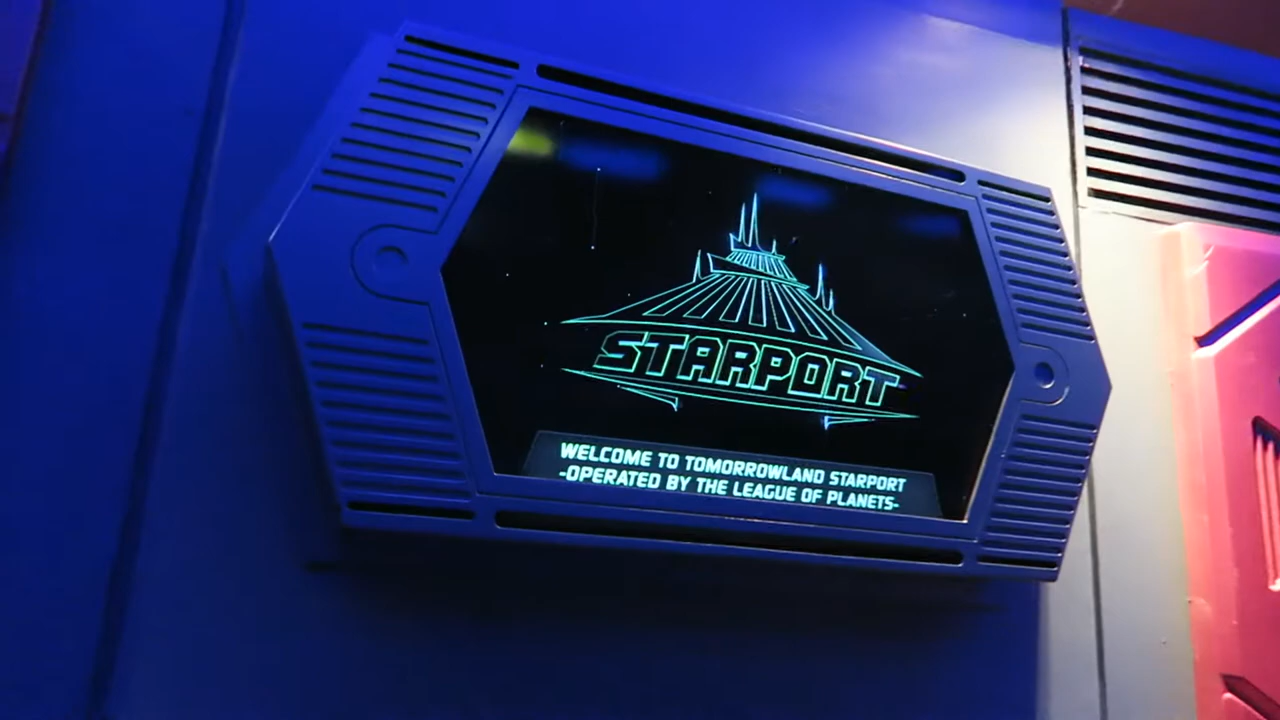 STARPORT
WELCOME TO TOMORROWLAND STARPORT
-OPERATED BY THE LEAGUE OF PLANETS-